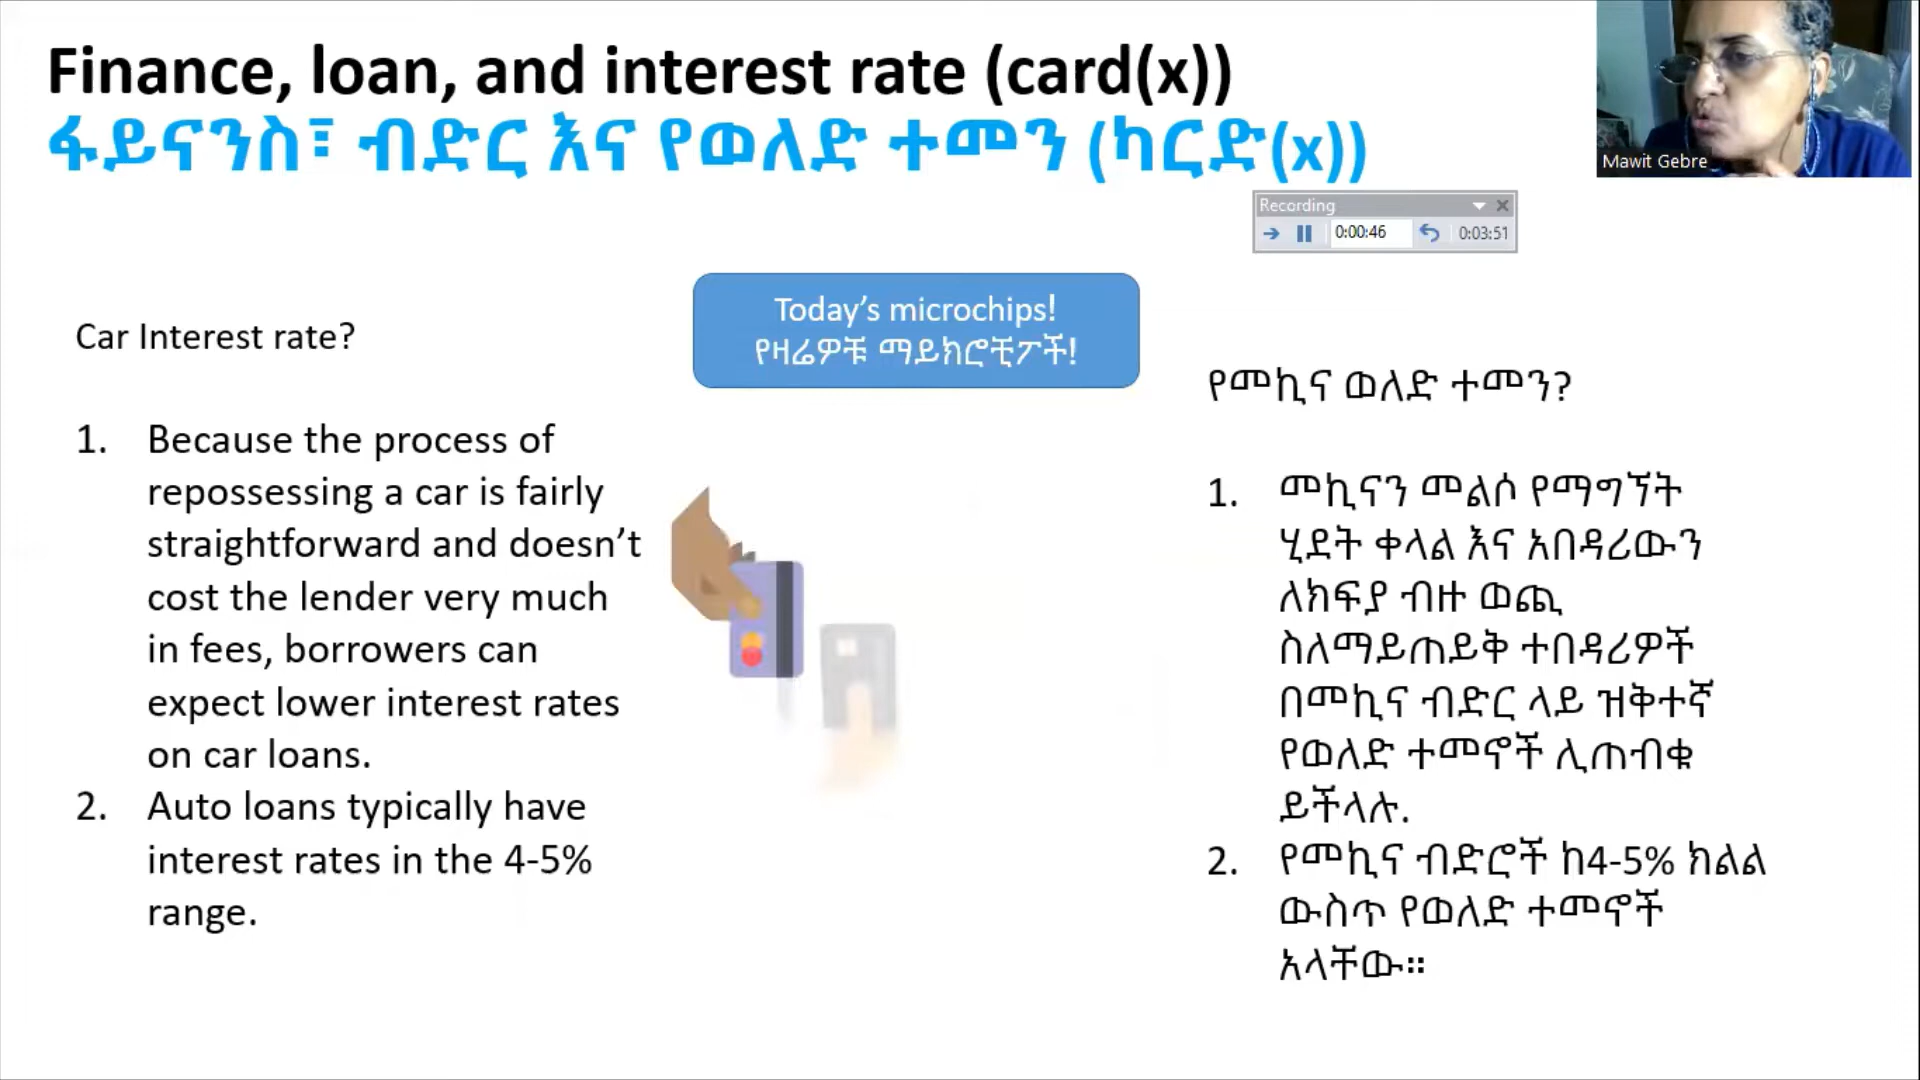 Finance, loan, and interest rate (card(x))
ፋይናንስ፣ ብድር እና የወለድ ተመን (ካርድ(x))
Mawit Gebre
Recording
0:00:46
0:03:51
Today’s microchips!
የዛሬዎቹ ማይክሮቺፖች!
Car Interest rate?
1. Because the process of
repossessing a car is fairly
straightforward and doesn’t
cost the lender very much
in fees, borrowers can
expect lower interest rates
on car loans.
2. Auto loans typically have
interest rates in the 4-5%
range.
የመኪና ወለድ ተመን?
1. መኪናን መልሶ የማግኘት
ሂደት ቀላል እና አበዳሪውን
ለክፍያ ብዙ ወጪ
ስለማይጠይቅ ተበዳሪዎች
በመኪና ብድር ላይ ዝቅተኛ
የወለድ ተመኖች ሊጠብቁ
ይችላሉ.
2. የመኪና ብድሮች ከ4-5% ክልል
ውስጥ የወለድ ተመኖች
አላቸው።